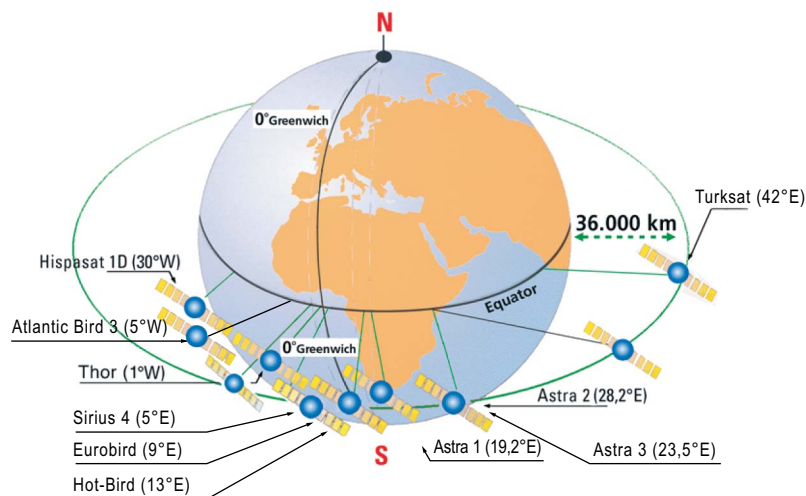 N
0°Greenwich
Turksat (42°E)
36.000 km
Hispasat 1D (30°W)
Equator
Atlantic Bird 3 (5°W)
0°Greenwich
Thor (1°W)
Astra 2 (28,2°E)
Sirius 4 (5°E)
Eurobird (9°E)
S
Astra 1 (19,2°E)
Astra 3 (23,5°E)
Hot-Bird (13°E)